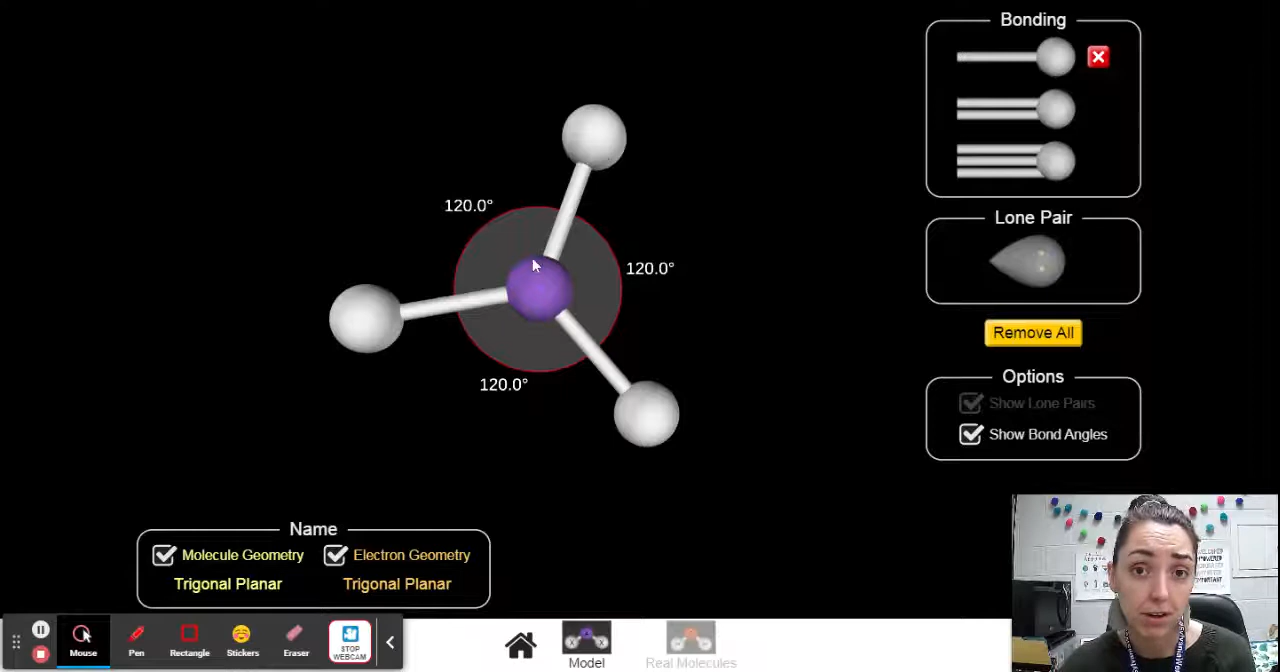 Bonding
Lone Pair
Remove All
Options
Show Lone Pairs
Show Bond Angles
120.0°
120.0°
120.0°
Name
Molecule Geometry
Electron Geometry
Trigonal Planar
Trigonal Planar
Mouse
Pen
Rectangle
Stickers
Eraser
STOP
WEBCAM
Model
Real Molecules